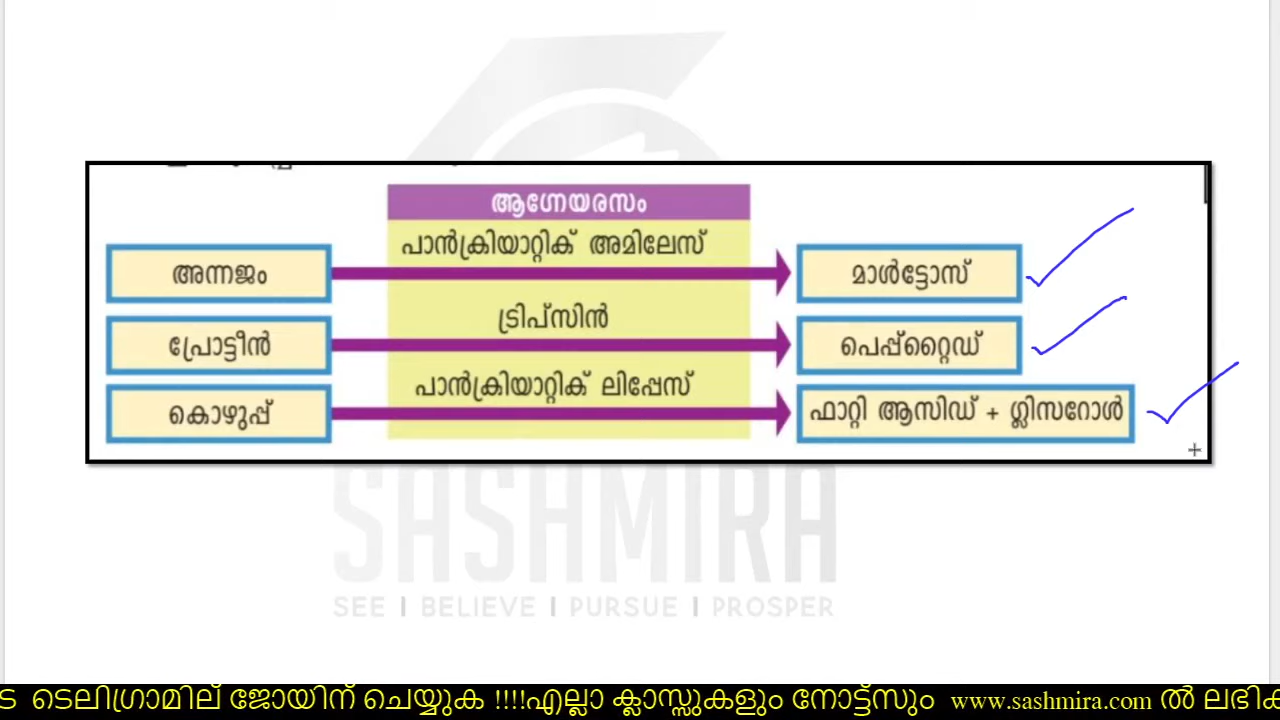 ആഗ്നേയരസം
പാൻക്രിയാറ്റിക് അമിലേസ്
അന്നജം
മാൾട്ടോസ്
ട്രിപ്സിൻ
പ്രോട്ടീൻ
പെപ്റ്റൈഡ്
പാൻക്രിയാറ്റിക് ലിപ്പേസ്
കൊഴുപ്പ്
ഫാറ്റി ആസിഡ് + ഗ്ലിസറോൾ
SASHMIRA
SEE I BELIEVE I PURSUE I PROSPER
ടെലിഗ്രാമില് ജോയിന് ചെയ്യുക !!!!എല്ലാ ക്ലാസ്സുകളും നോട്ട്സും www.sashmira.com ൽ